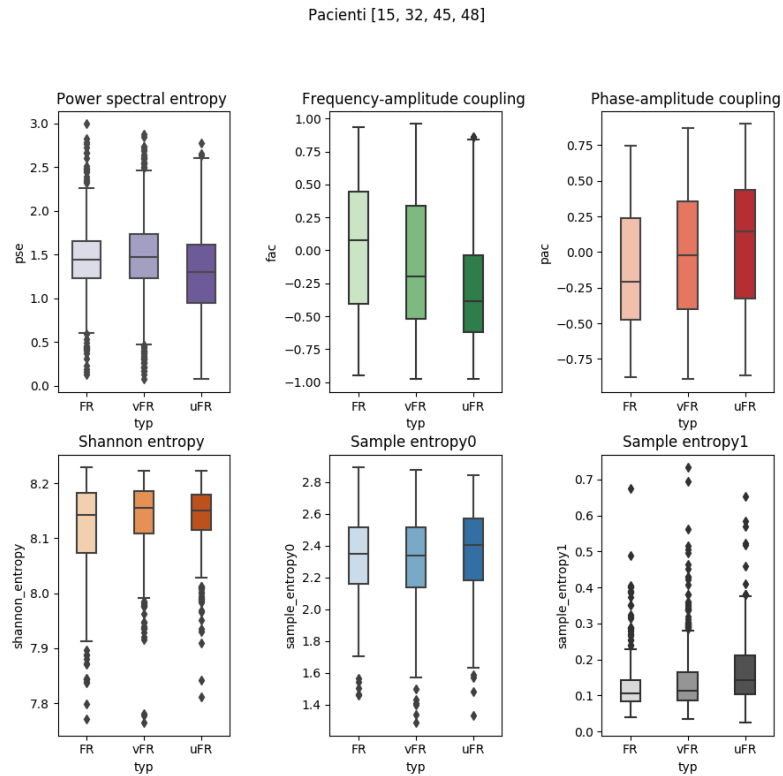 Pacienti [15, 32, 45, 48]
Power spectral entropy
3.0
2.5
2.0
1.5
1.0
0.5
0.0
pse
FR vFR uFR
typ
Frequency-amplitude coupling
1.00
0.75
0.50
0.25
0.00
−0.25
−0.50
−0.75
−1.00
fac
FR vFR uFR
typ
Phase-amplitude coupling
0.75
0.50
0.25
0.00
−0.25
−0.50
−0.75
pac
FR vFR uFR
typ
Shannon entropy
8.2
8.1
8.0
7.9
7.8
shannon_entropy
FR vFR uFR
typ
Sample entropy0
2.8
2.6
2.4
2.2
2.0
1.8
1.6
1.4
sample_entropy0
FR vFR uFR
typ
Sample entropy1
0.7
0.6
0.5
0.4
0.3
0.2
0.1
0.0
sample_entropy1
FR vFR uFR
typ